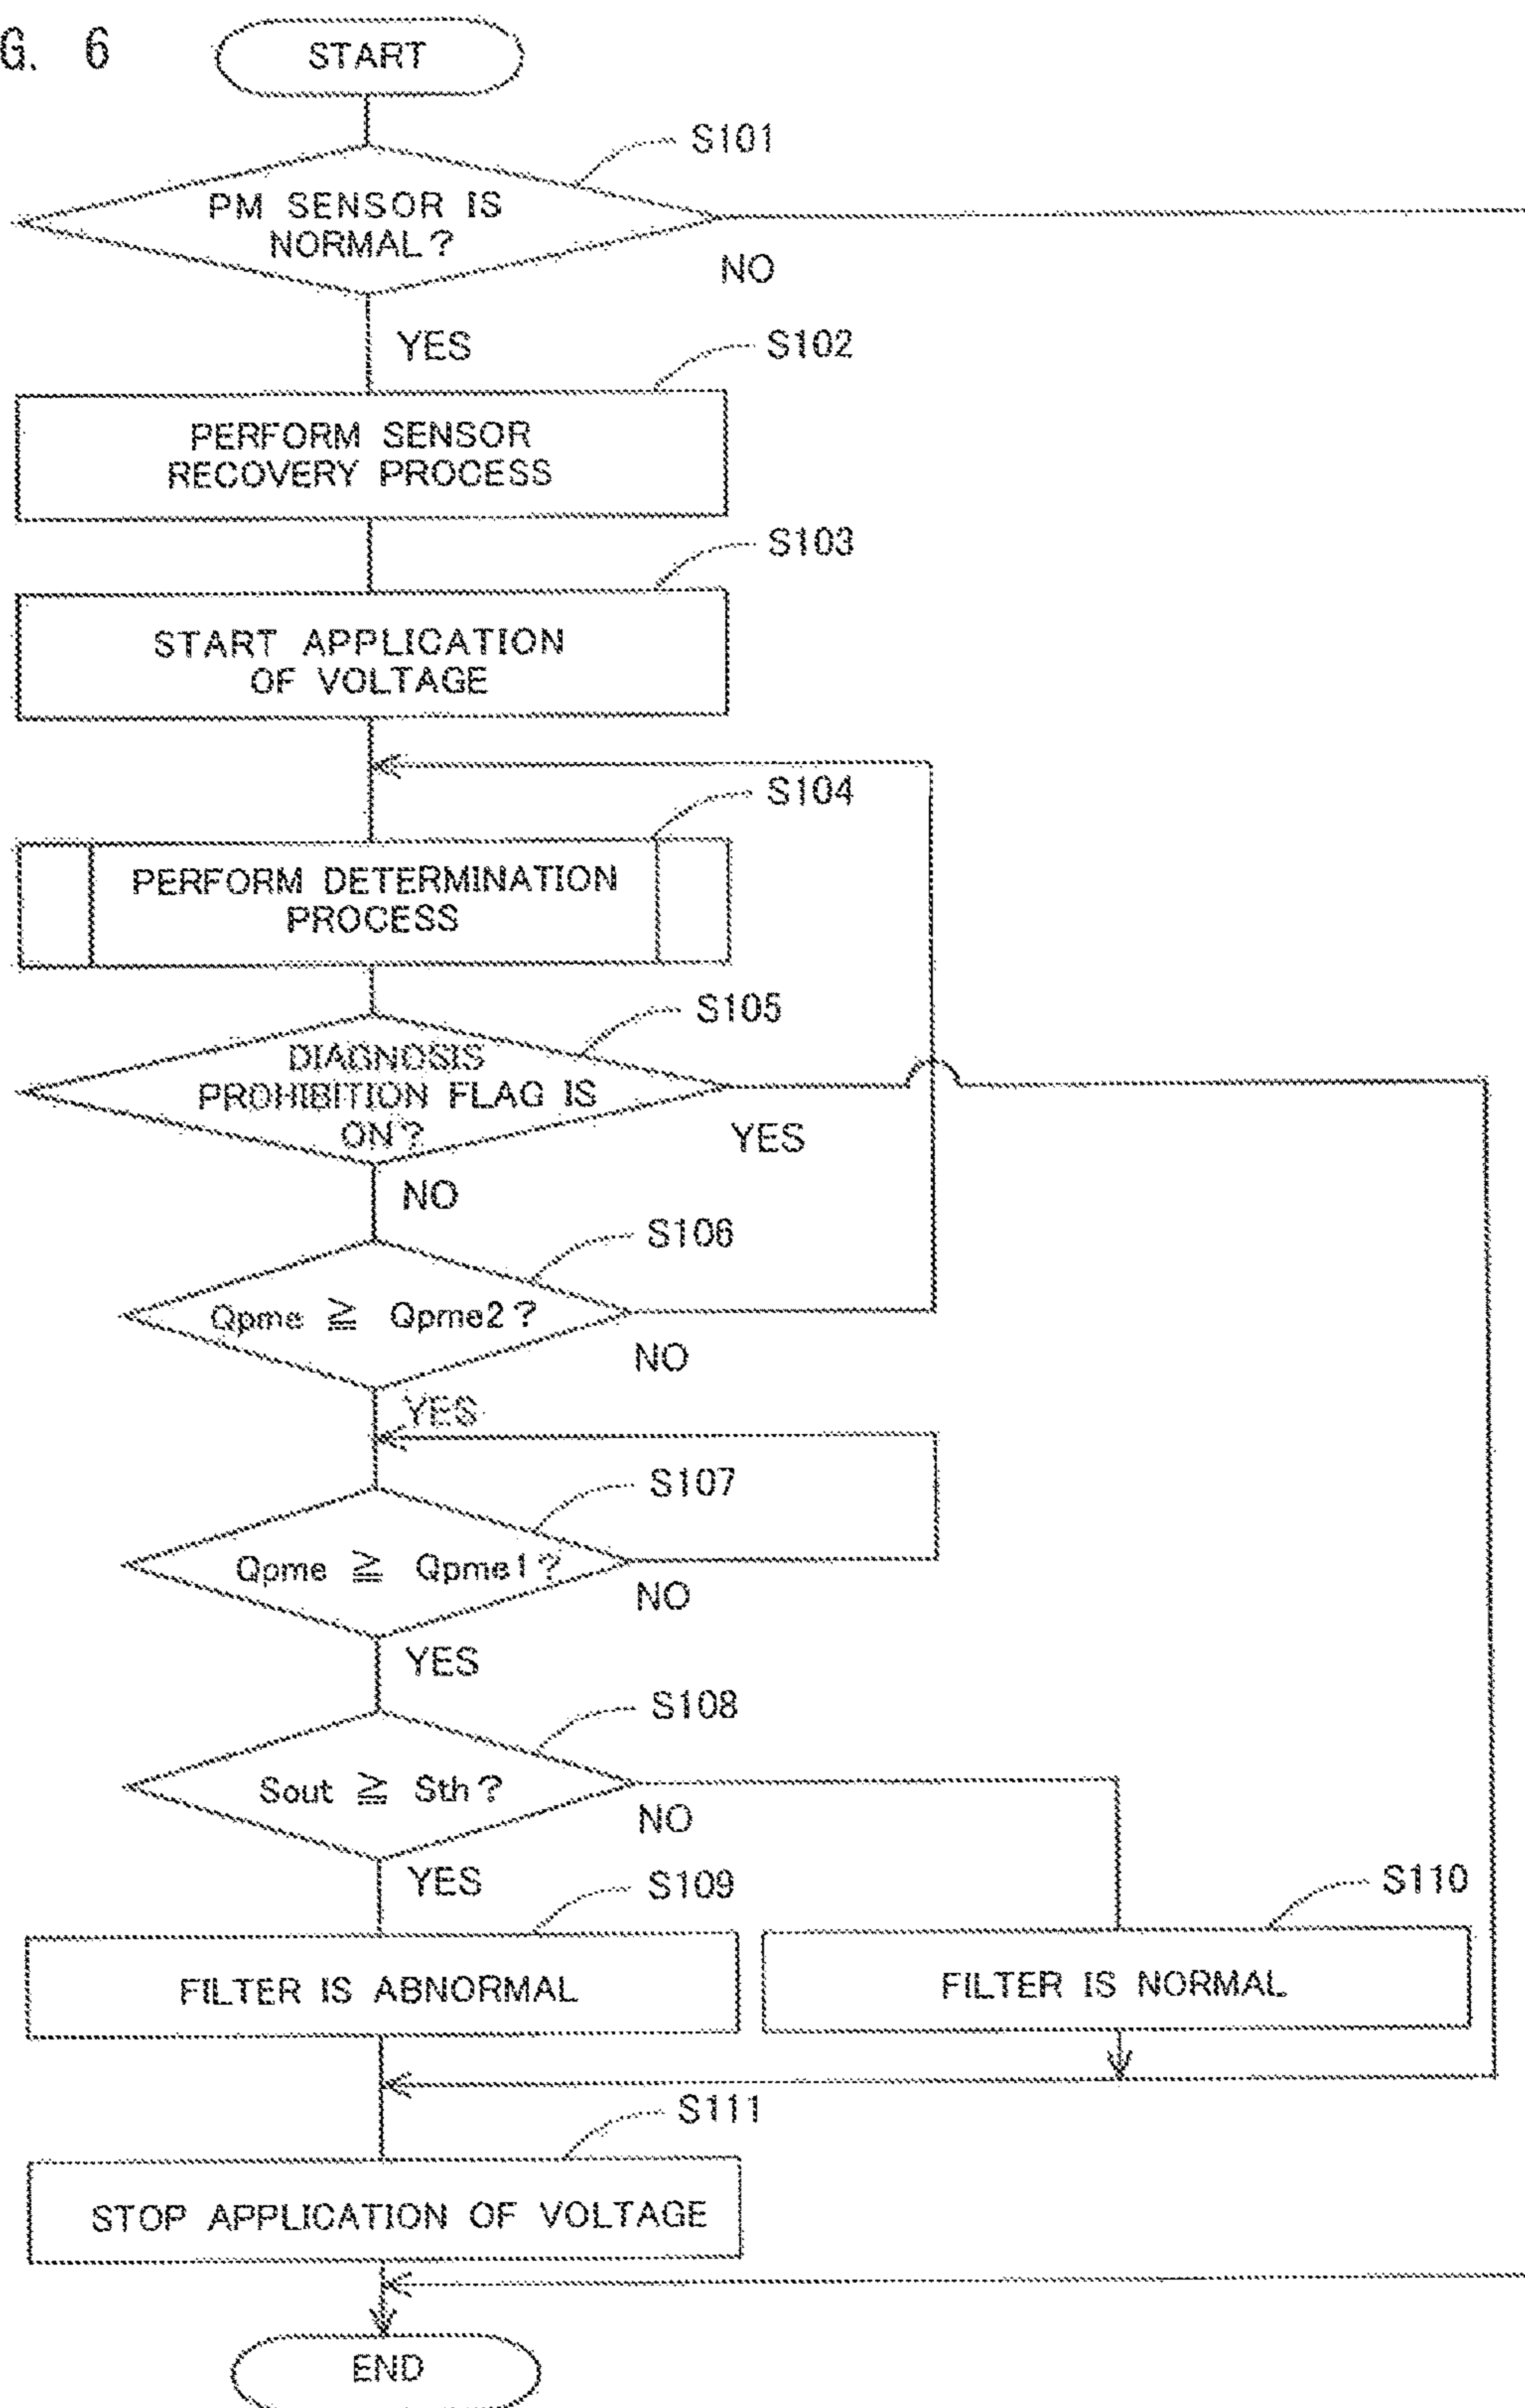 G. 6
START
S101
PM SENSOR IS
NORMAL?
NO
YES
S102
PERFORM SENSOR
RECOVERY PROCESS
S103
START APPLICATION
OF VOLTAGE
S104
PERFORM DETERMINATION
PROCESS
S105
DIAGNOSIS
PROHIBITION FLAG IS
ON?
YES
NO
S106
Qpme ≧ Qpme2?
NO
YES
S107
Qpme ≧ Qpme1?
NO
YES
S108
Sout ≧ Sth?
NO
YES
S109
S110
FILTER IS ABNORMAL
FILTER IS NORMAL
S111
STOP APPLICATION OF VOLTAGE
END